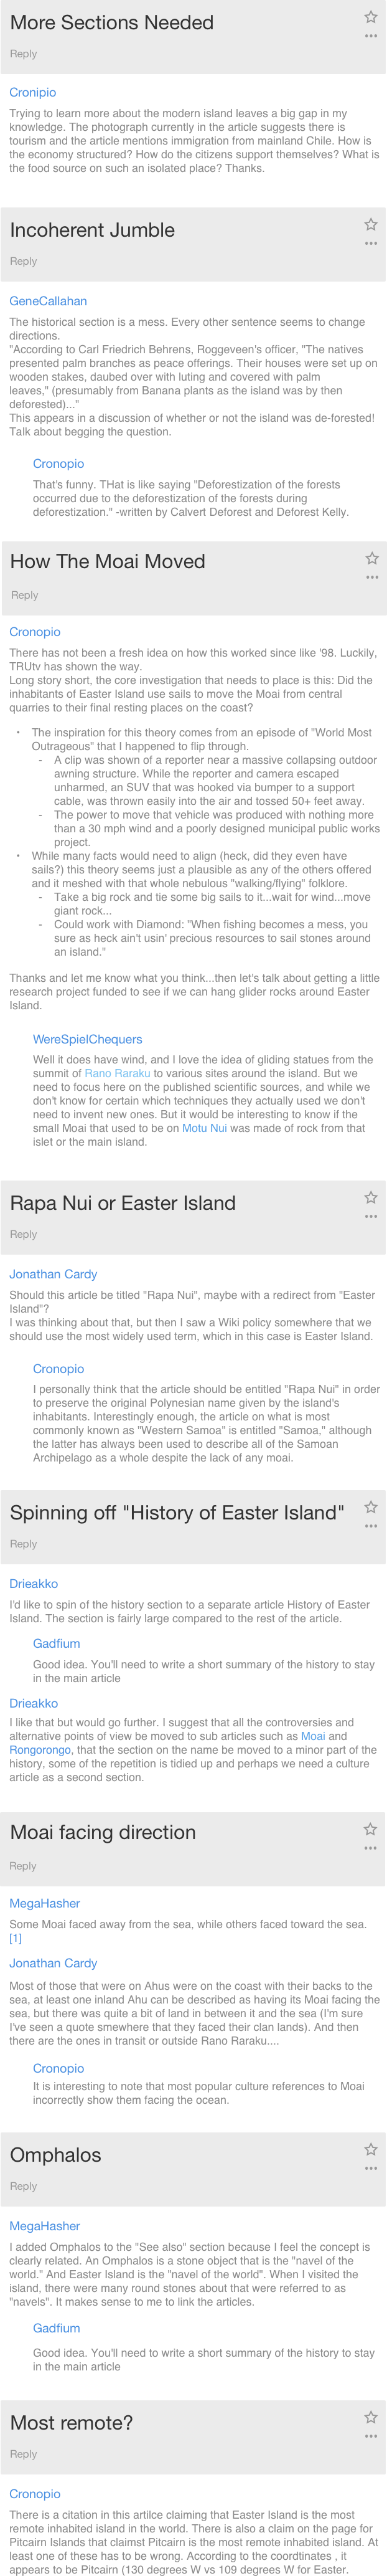 More Sections Needed
Reply
Cronipio
Trying to learn more about the modern island leaves a big gap in my
knowledge. The photograph currently in the article suggests there is
tourism and the article mentions immigration from mainland Chile. How is
the economy structured? How do the citizens support themselves? What is
the food source on such an isolated place? Thanks.
Incoherent Jumble
Reply
GeneCallahan
The historical section is a mess. Every other sentence seems to change
directions.
"According to Carl Friedrich Behrens, Roggeveen's officer, "The natives
presented palm branches as peace offerings. Their houses were set up on
wooden stakes, daubed over with luting and covered with palm
leaves," (presumably from Banana plants as the island was by then
deforested)..."
This appears in a discussion of whether or not the island was de-forested!
Talk about begging the question.
Cronopio
That's funny. THat is like saying "Deforestization of the forests
occurred due to the deforestization of the forests during
deforestization." -written by Calvert Deforest and Deforest Kelly.
How The Moai Moved
Reply
Cronopio
There has not been a fresh idea on how this worked since like '98. Luckily,
TRUtv has shown the way.
Long story short, the core investigation that needs to place is this: Did the
inhabitants of Easter Island use sails to move the Moai from central
quarries to their final resting places on the coast?
• The inspiration for this theory comes from an episode of "World Most
Outrageous" that I happened to flip through.
- A clip was shown of a reporter near a massive collapsing outdoor
awning structure. While the reporter and camera escaped
unharmed, an SUV that was hooked via bumper to a support
cable, was thrown easily into the air and tossed 50+ feet away.
- The power to move that vehicle was produced with nothing more
than a 30 mph wind and a poorly designed municipal public works
project.
• While many facts would need to align (heck, did they even have
sails?) this theory seems just a plausible as any of the others offered
and it meshed with that whole nebulous "walking/flying" folklore.
- Take a big rock and tie some big sails to it...wait for wind...move
giant rock...
- Could work with Diamond: "When fishing becomes a mess, you
sure as heck ain't usin' precious resources to sail stones around
an island."
Thanks and let me know what you think...then let's talk about getting a little
research project funded to see if we can hang glider rocks around Easter
Island.
WereSpielChequers
Well it does have wind, and I love the idea of gliding statues from the
summit of Rano Raraku to various sites around the island. But we
need to focus here on the published scientific sources, and while we
don't know for certain which techniques they actually used we don't
need to invent new ones. But it would be interesting to know if the
small Moai that used to be on Motu Nui was made of rock from that
islet or the main island.
Rapa Nui or Easter Island
Reply
Jonathan Cardy
Should this article be titled "Rapa Nui", maybe with a redirect from "Easter
Island"?
I was thinking about that, but then I saw a Wiki policy somewhere that we
should use the most widely used term, which in this case is Easter Island.
Cronopio
I personally think that the article should be entitled "Rapa Nui" in order
to preserve the original Polynesian name given by the island's
inhabitants. Interestingly enough, the article on what is most
commonly known as "Western Samoa" is entitled "Samoa," although
the latter has always been used to describe all of the Samoan
Archipelago as a whole despite the lack of any moai.
Spinning off "History of Easter Island"
Reply
Drieakko
I'd like to spin of the history section to a separate article History of Easter
Island. The section is fairly large compared to the rest of the article.
Gadfium
Good idea. You'll need to write a short summary of the history to stay
in the main article
Drieakko
I like that but would go further. I suggest that all the controversies and
alternative points of view be moved to sub articles such as Moai and
Rongorongo, that the section on the name be moved to a minor part of the
history, some of the repetition is tidied up and perhaps we need a culture
article as a second section.
Moai facing direction
Reply
MegaHasher
Some Moai faced away from the sea, while others faced toward the sea.
[1]
Jonathan Cardy
Most of those that were on Ahus were on the coast with their backs to the
sea, at least one inland Ahu can be described as having its Moai facing the
sea, but there was quite a bit of land in between it and the sea (I'm sure
I've seen a quote smewhere that they faced their clan lands). And then
there are the ones in transit or outside Rano Raraku....
Cronopio
It is interesting to note that most popular culture references to Moai
incorrectly show them facing the ocean.
Omphalos
Reply
MegaHasher
I added Omphalos to the "See also" section because I feel the concept is
clearly related. An Omphalos is a stone object that is the "navel of the
world." And Easter Island is the "navel of the world". When I visited the
island, there were many round stones about that were referred to as
"navels". It makes sense to me to link the articles.
Gadfium
Good idea. You'll need to write a short summary of the history to stay
in the main article
Most remote?
Reply
Cronopio
There is a citation in this artilce claiming that Easter Island is the most
remote inhabited island in the world. There is also a claim on the page for
Pitcairn Islands that claimst Pitcairn is the most remote inhabited island. At
least one of these has to be wrong. According to the coordtinates , it
appears to be Pitcairn (130 degrees W vs 109 degrees W for Easter.